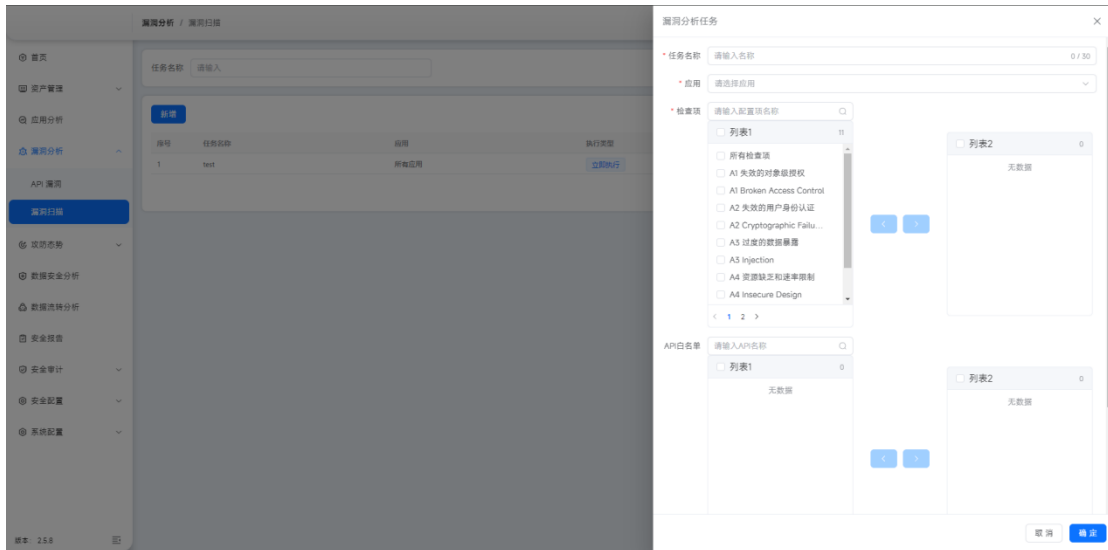 漏洞分析 / 漏洞扫描
首页
资产管理
应用分析
漏洞分析
API 漏洞
漏洞扫描
攻防态势
数据安全分析
数据流转分析
安全报告
安全审计
安全配置
系统配置
版本: 2.5.8
任务名称 请输入
新增
序号 任务名称 应用 执行类型
1 test 所有应用 立即执行
漏洞分析任务
* 任务名称 请输入名称 0 / 30
* 应用 请选择应用
* 检查项 请输入配置项名称
列表1 11
所有检查项
A1 失效的对象级授权
A1 Broken Access Control
A2 失效的用户身份认证
A2 Cryptographic Failu...
A3 过度的数据暴露
A3 Injection
A4 资源缺乏和速率限制
A4 Insecure Design
1 2
列表2 0
无数据
API白名单 请输入API名称
列表1 0
无数据
列表2 0
无数据
取消 确定